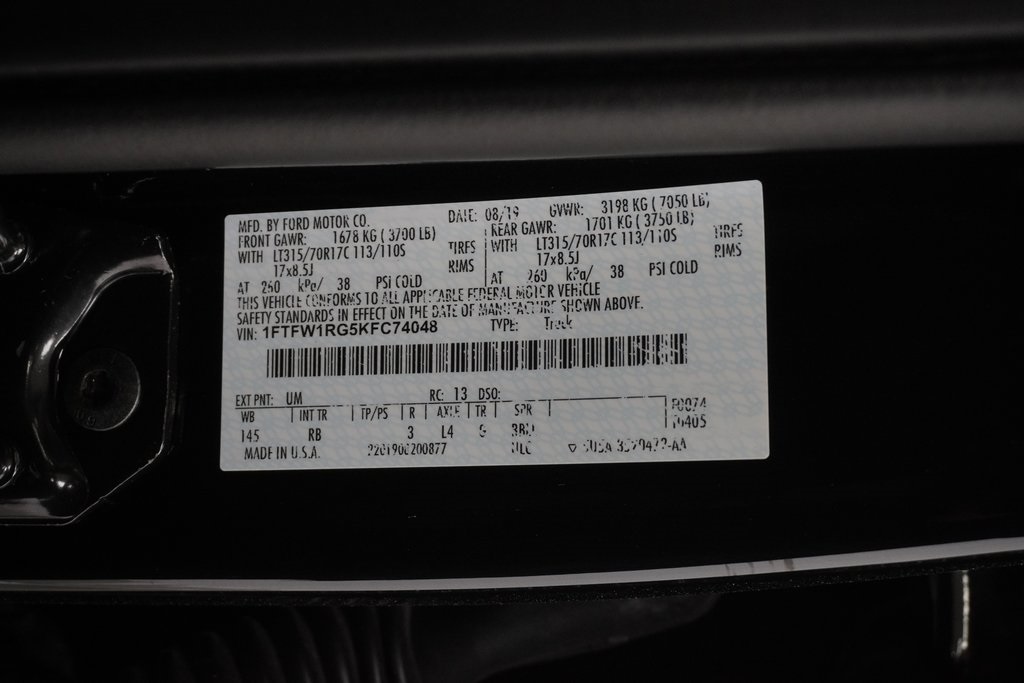 MFD. BY FORD MOTOR CO. DATE: 08/19 GVWR: 3198 KG ( 7050 LB)
FRONT GAWR: 1678 KG ( 3700 LB) REAR GAWR: 1701 KG ( 3750 LB)
WITH LT315/70R17C 113/110S TIRES WITH LT315/70R17C 113/110S TIRES
17x8.5J RIMS 17x8.5J RIMS
AT 260 kPa/ 38 PSI COLD AT 260 kPa/ 38 PSI COLD
THIS VEHICLE CONFORMS TO ALL APPLICABLE FEDERAL MOTOR VEHICLE
SAFETY STANDARDS IN EFFECT ON THE DATE OF MANUFACTURE SHOWN ABOVE.
VIN: 1FTFW1RG5KFC74048 TYPE: Truck
EXT PNT: UM RC: 13 DSO:
WB INT TR TP/PS R AXLE TR SPR F0074
145 RB 3 L4 G
MADE IN U.S.A. 2201906200877